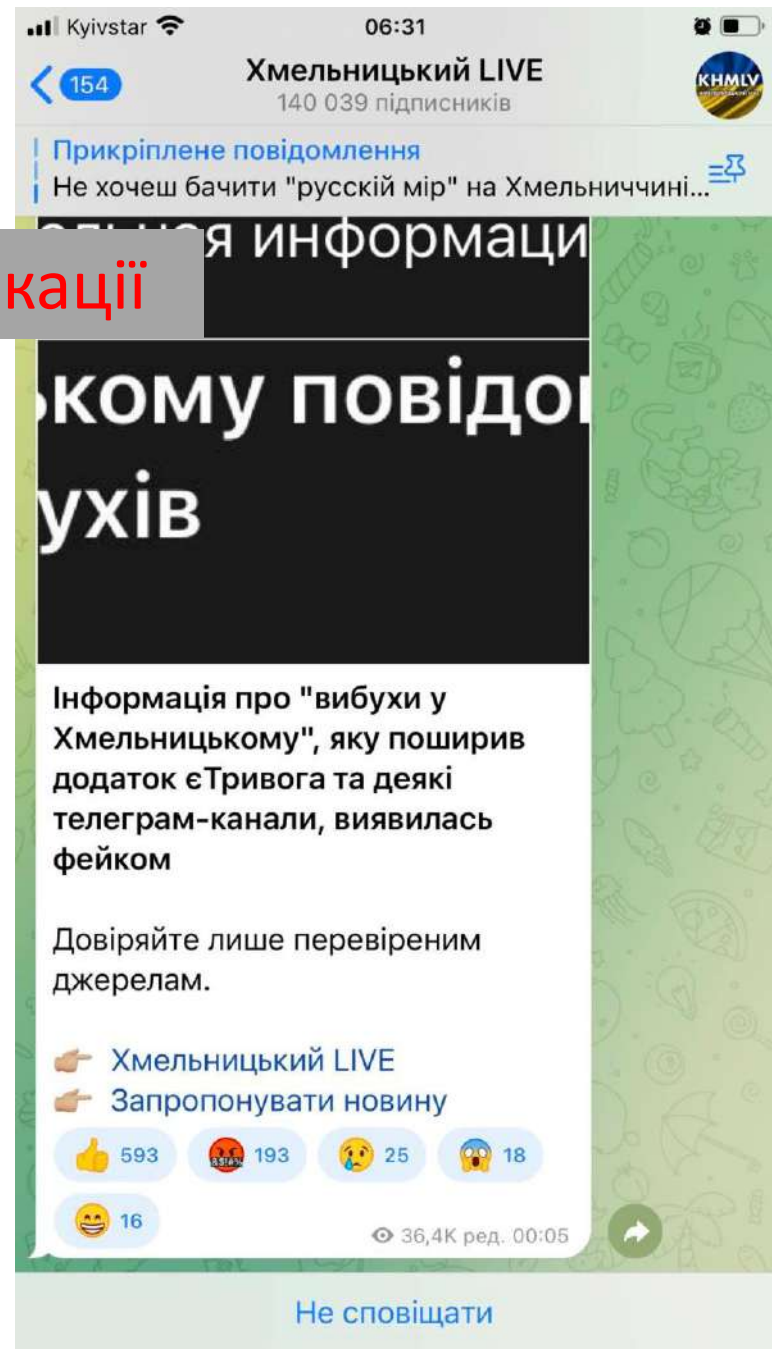 Kyivstar 06:31
154 Хмельницький LIVE
140 039 підписників
KHMLV
Прикріплене повідомлення
Не хочеш бачити "русскій мір" на Хмельниччині...
я информаци
кації
кому повідо
ухів
Інформація про "вибухи у
Хмельницькому", яку поширив
додаток єТривога та деякі
телеграм-канали, виявилась
фейком
Довіряйте лише перевіреним
джерелам.
👉🏼 Хмельницький LIVE
👉🏼 Запропонувати новину
👍 593 🤬 193 😢 25 😱 18
😁 16 36,4K ред. 00:05
Не сповіщати